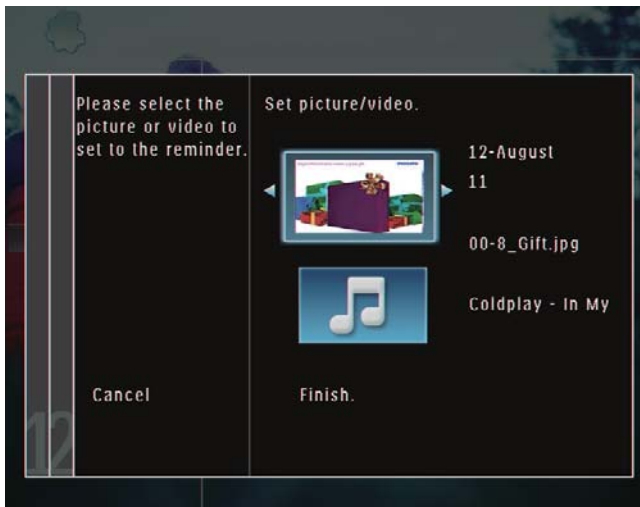 Please select the
picture or video to
set to the reminder.
Set picture/video.
12-August
11
00-8_Gift.jpg
Coldplay - In My
Cancel
Finish.
12